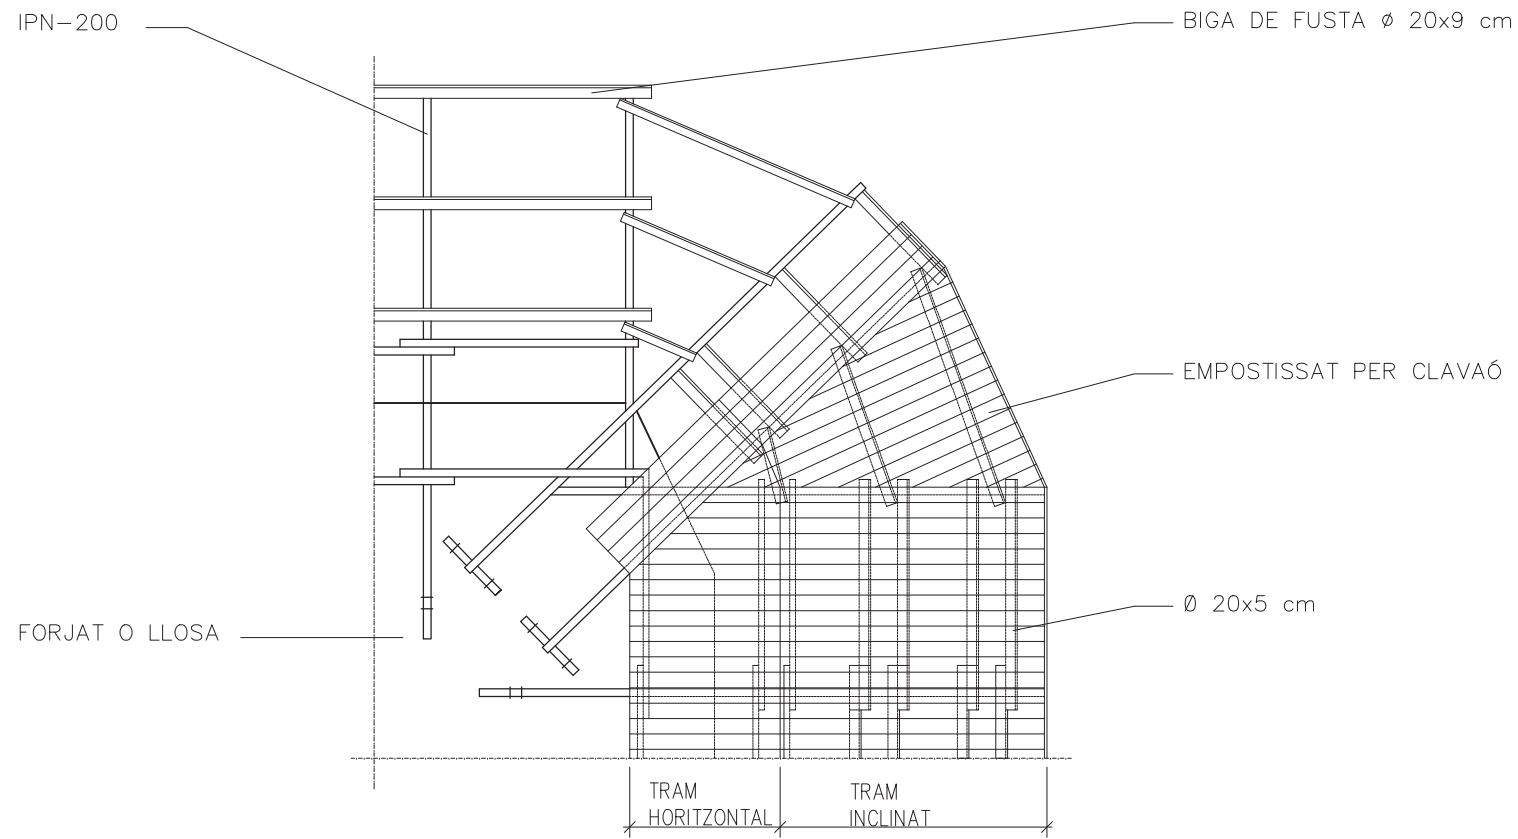 IPN-200
BIGA DE FUSTA ø 20x9 cm
EMPOSTISSAT PER CLAVAÓ
Ø 20x5 cm
FORJAT O LLOSA
TRAM
HORITZONTAL
TRAM
INCLINAT